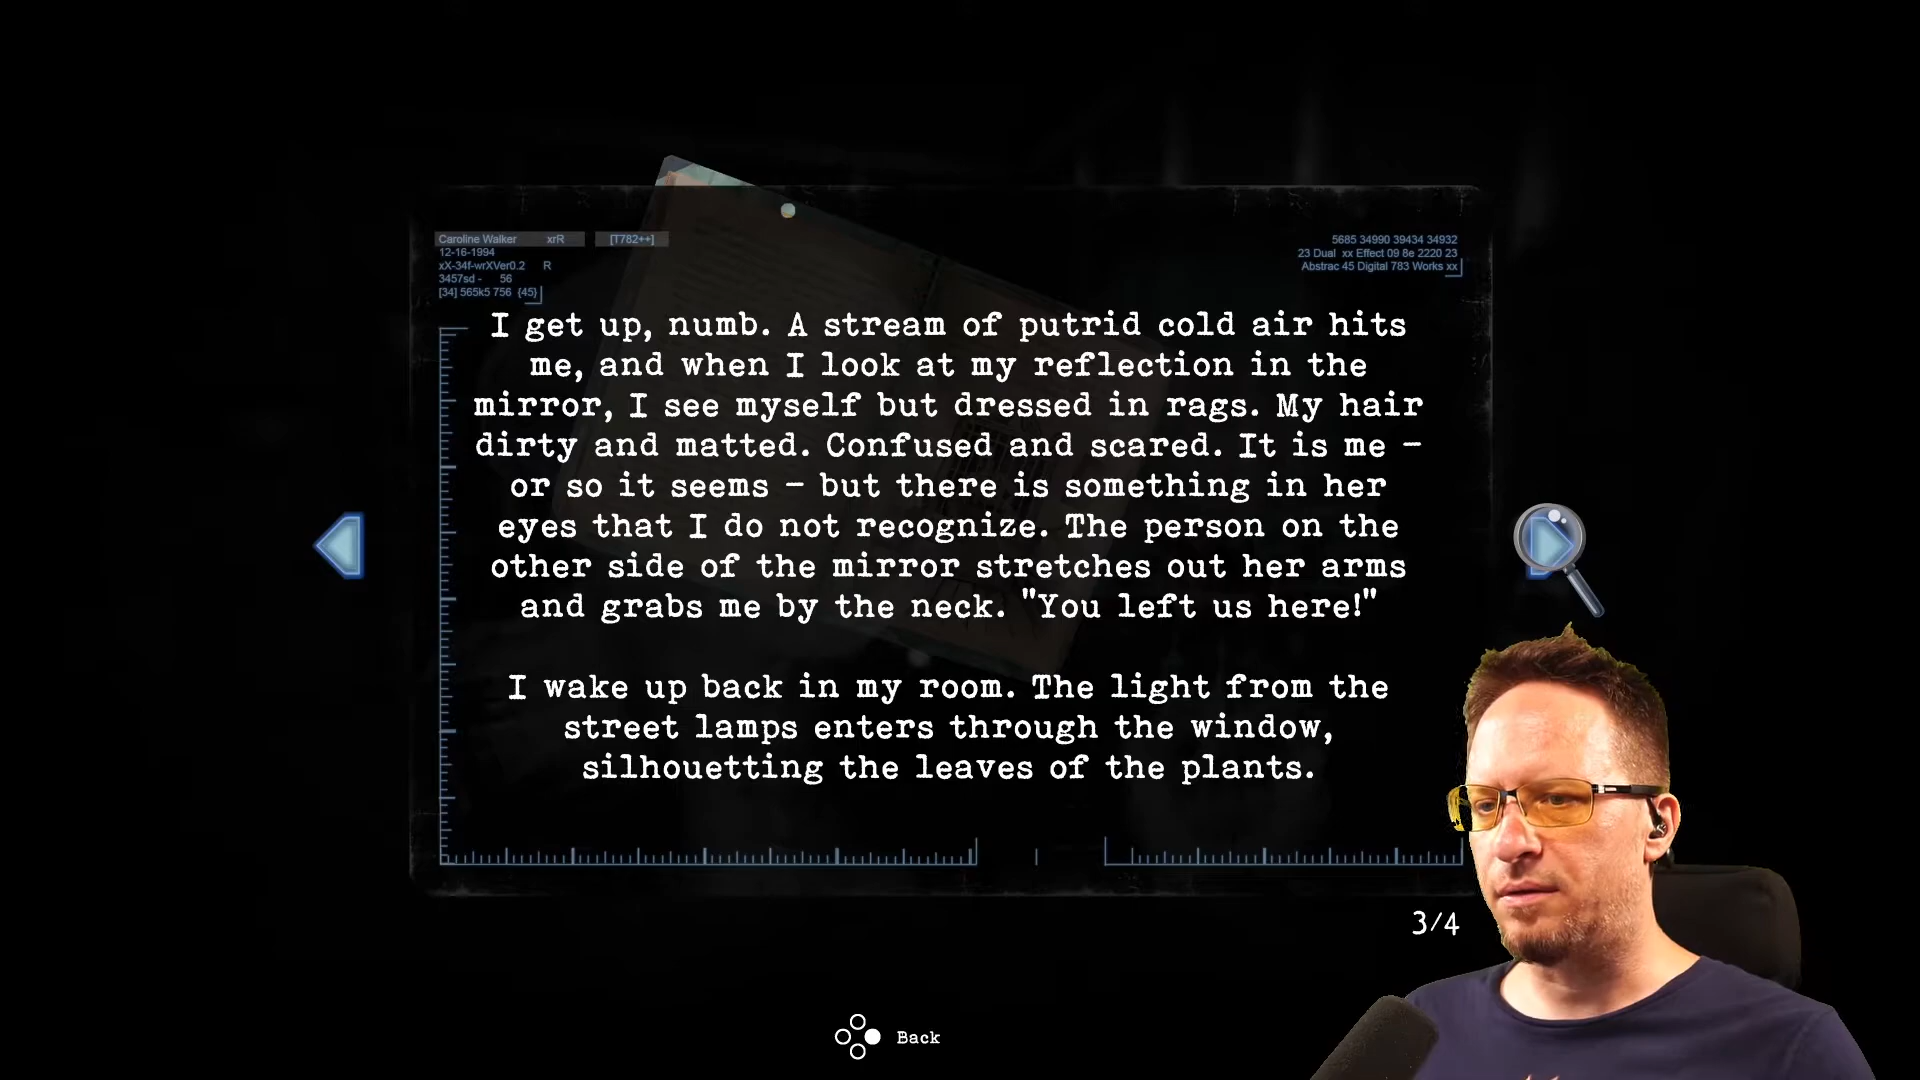 Caroline Walker xrR [T782++]
12-16-1994
xX-34f-wrXVer0.2 R
3457sd - 56
[34] 565k5 756 {45}
5685 34990 39434 34932
23 Dual xx Effect 09 8e 2220 23
Abstrac 45 Digital 783 Works xx
I get up, numb. A stream of putrid cold air hits
me, and when I look at my reflection in the
mirror, I see myself but dressed in rags. My hair
dirty and matted. Confused and scared. It is me –
or so it seems – but there is something in her
eyes that I do not recognize. The person on the
other side of the mirror stretches out her arms
and grabs me by the neck. "You left us here!"
I wake up back in my room. The light from the
street lamps enters through the window,
silhouetting the leaves of the plants.
3/4
Back